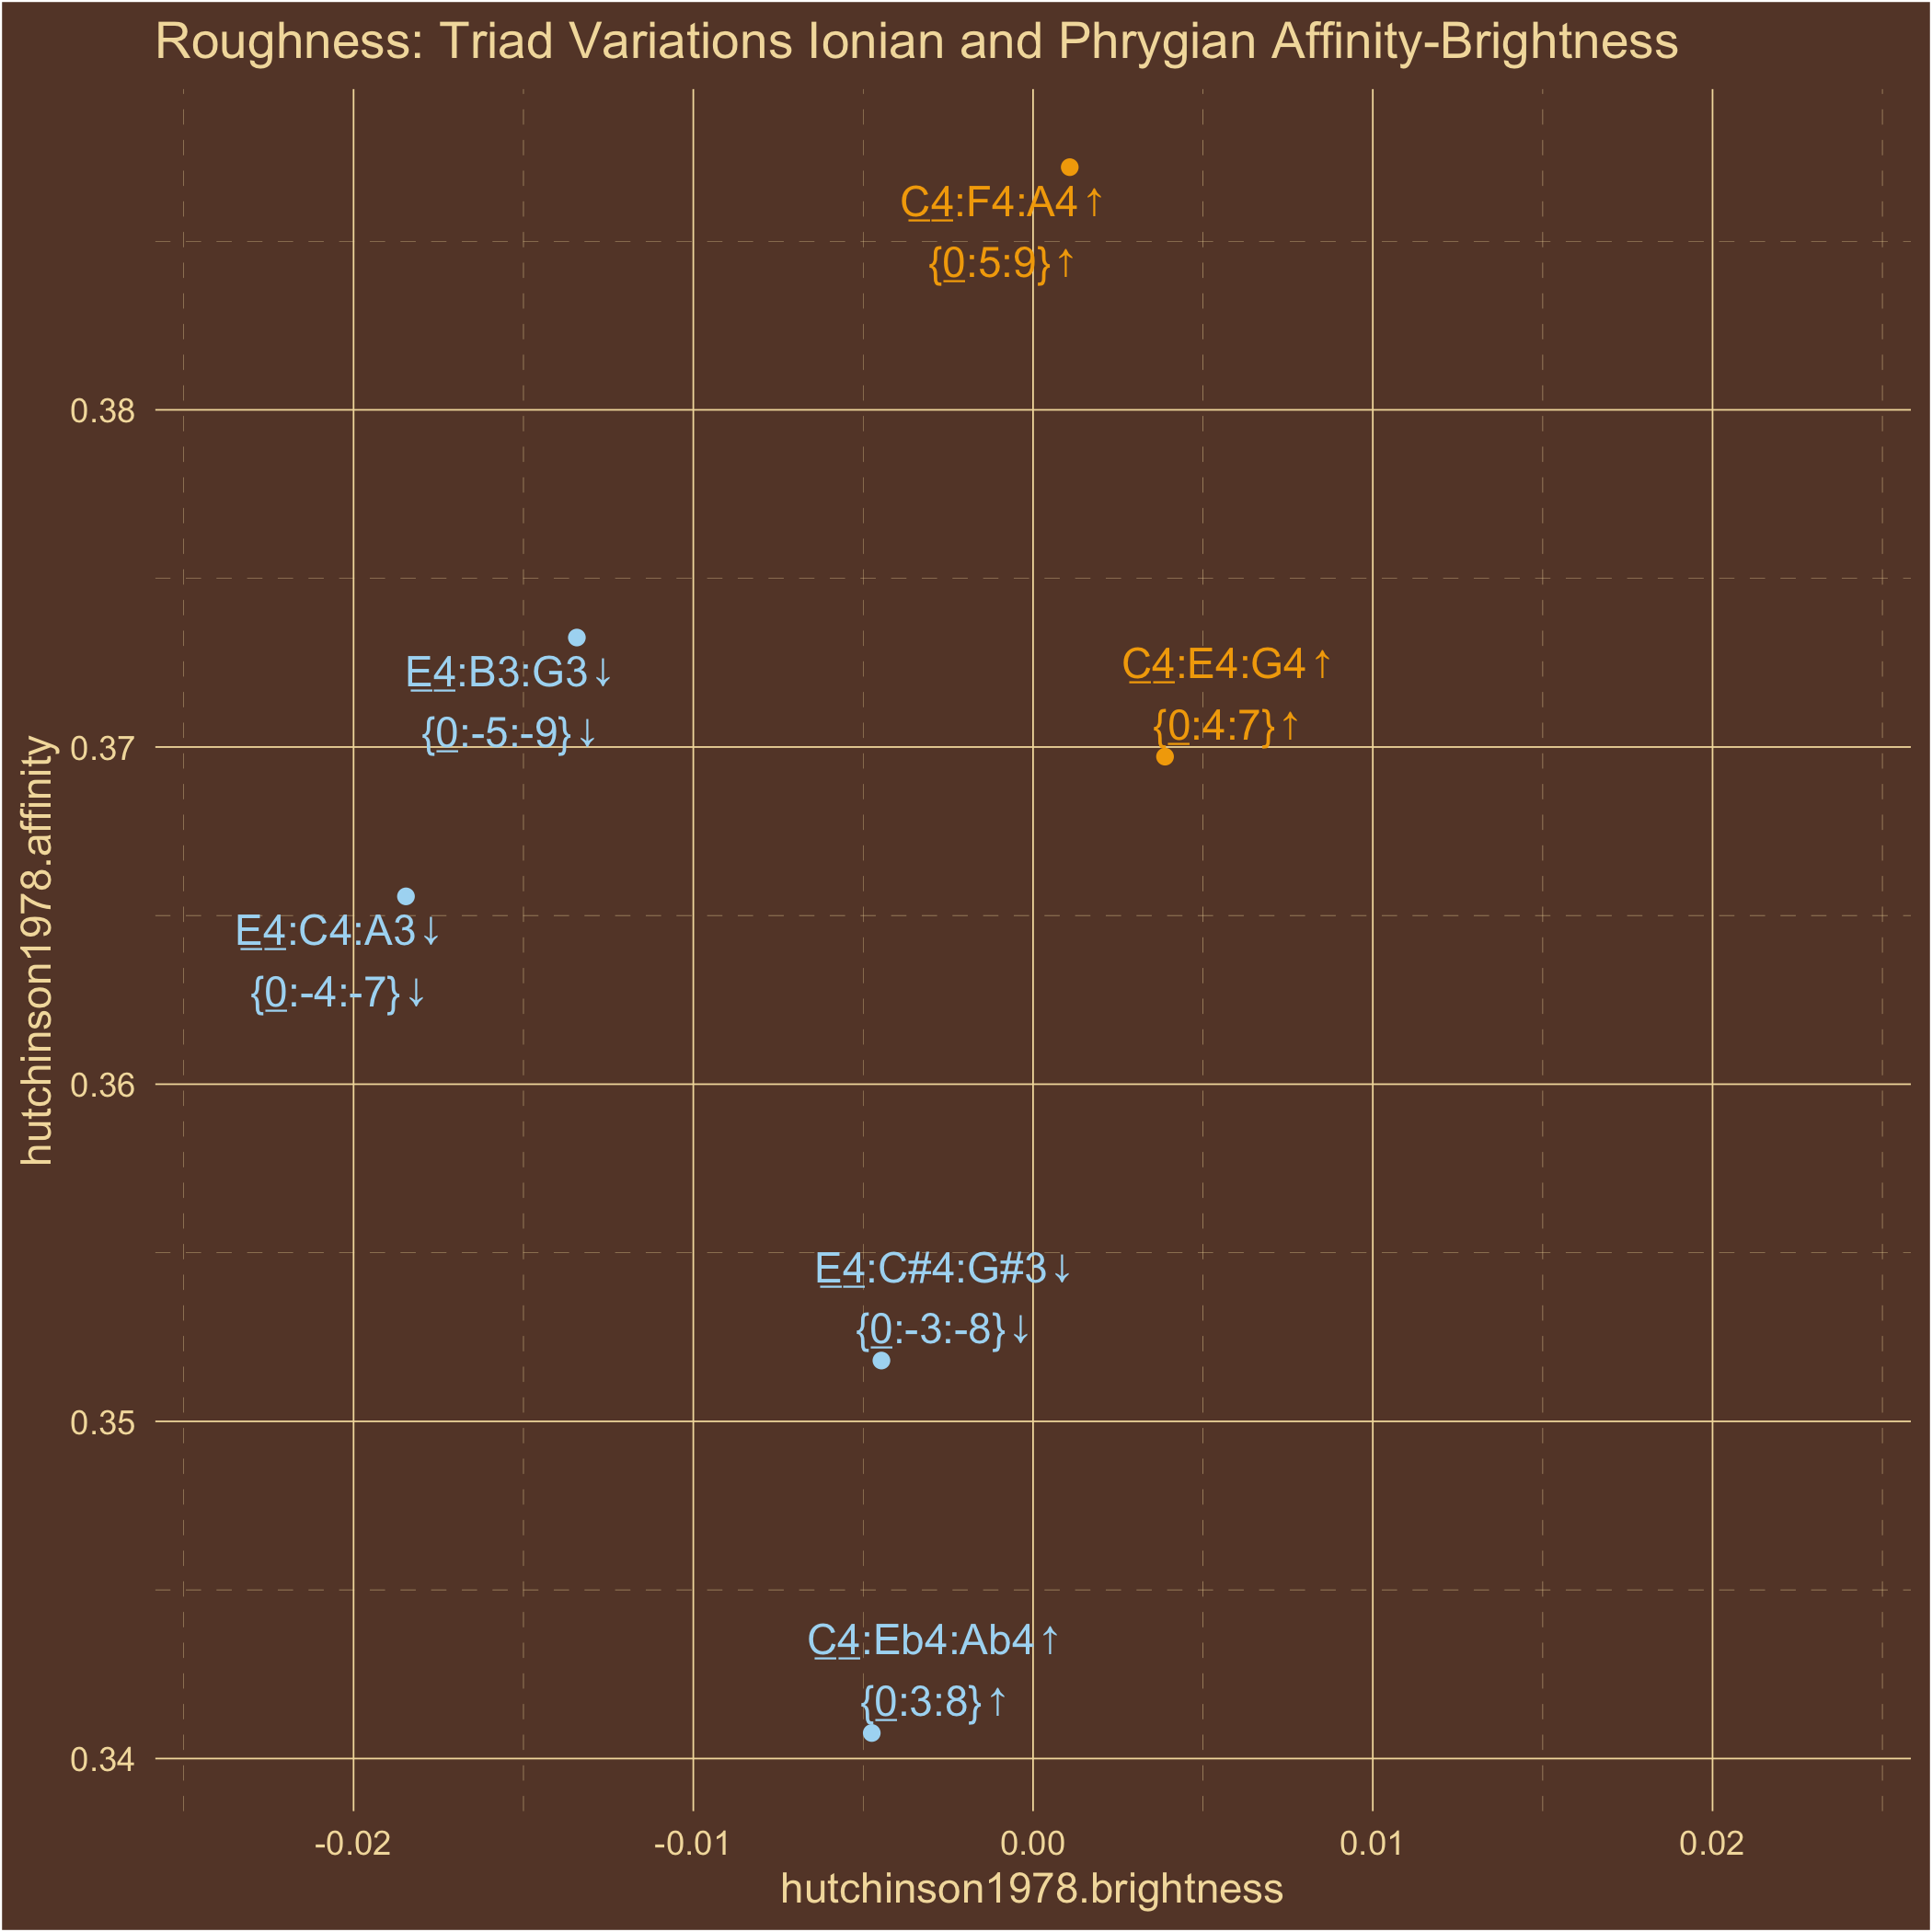 Roughness: Triad Variations Ionian and Phrygian Affinity-Brightness
C4:F4:A4↑
{0:5:9}↑
0.38
E4:B3:G3↓
{0:-5:-9}↓
C4:E4:G4↑
{0:4:7}↑
0.37
hutchinson1978.affinity
E4:C4:A3↓
{0:-4:-7}↓
0.36
E4:C#4:G#3↓
{0:-3:-8}↓
0.35
C4:Eb4:Ab4↑
{0:3:8}↑
0.34
-0.02 -0.01 0.00 0.01 0.02
hutchinson1978.brightness